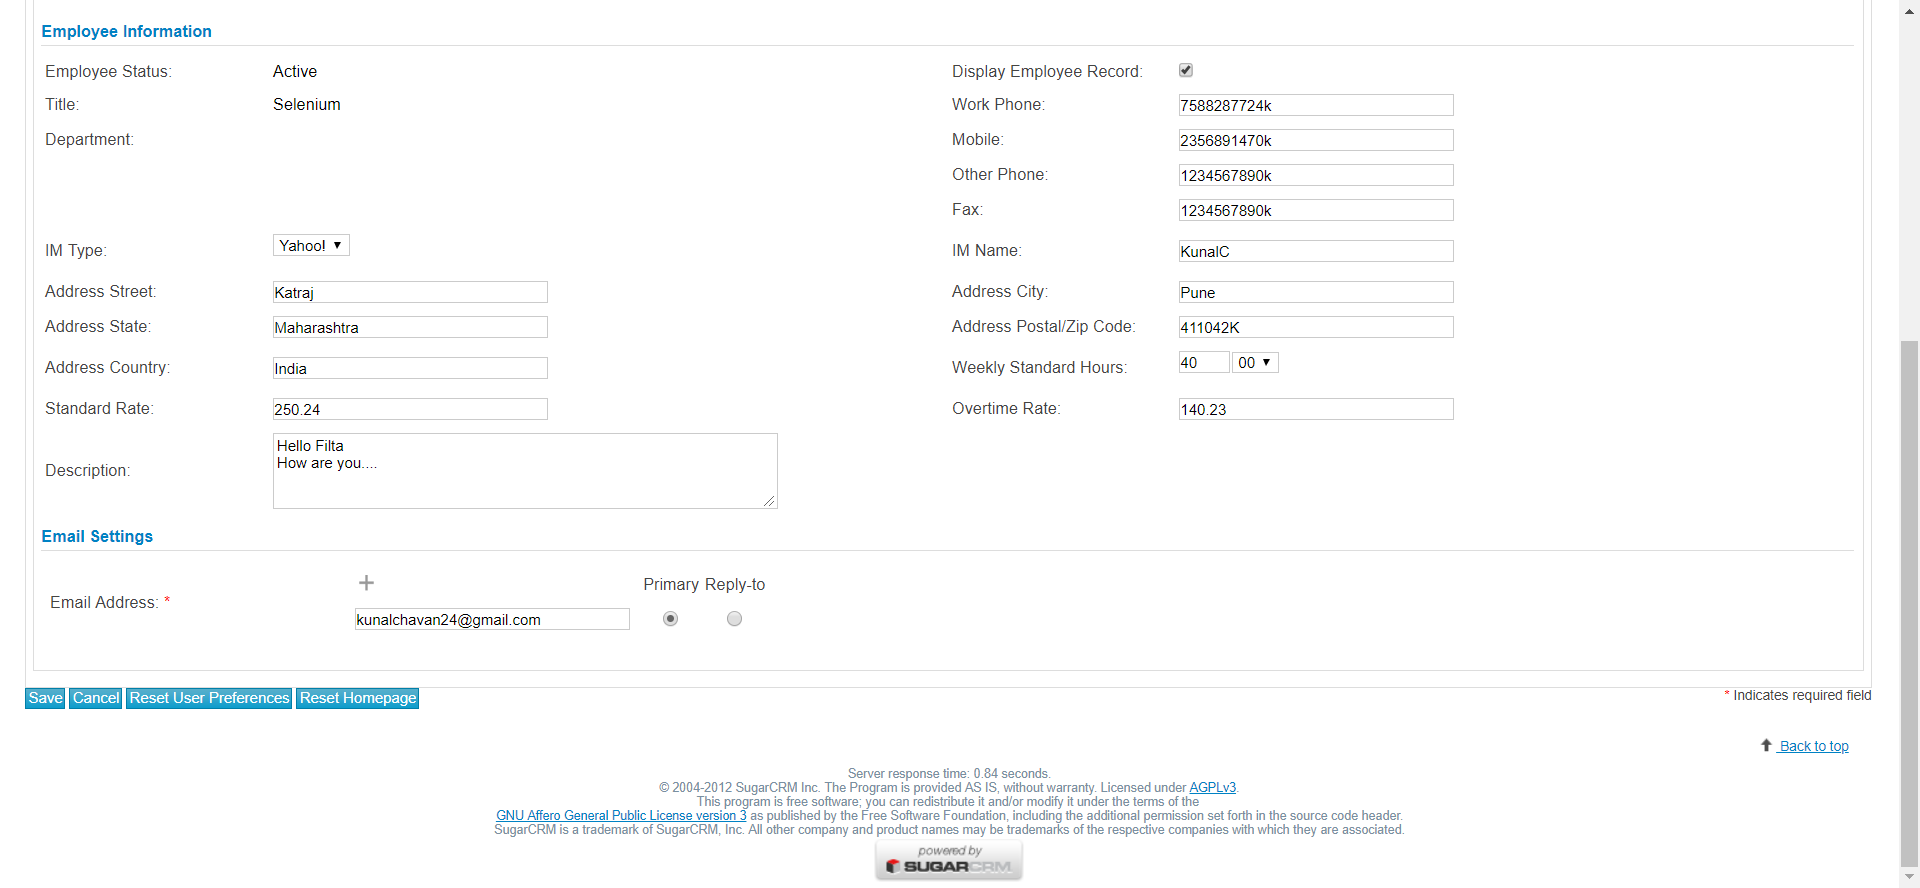 Employee Information
Employee Status: Active Display Employee Record:
Title: Selenium Work Phone: 7588287724k
Department: Mobile: 2356891470k
Other Phone: 1234567890k
Fax: 1234567890k
IM Type: Yahoo! IM Name: KunalC
Address Street: Katraj Address City: Pune
Address State: Maharashtra Address Postal/Zip Code: 411042K
Address Country: India Weekly Standard Hours: 40 00
Standard Rate: 250.24 Overtime Rate: 140.23
Description: Hello Filta
How are you....
Email Settings
Primary Reply-to
Email Address: *
kunalchavan24@gmail.com
Save Cancel Reset User Preferences Reset Homepage * Indicates required field
Back to top
Server response time: 0.84 seconds.
© 2004-2012 SugarCRM Inc. The Program is provided AS IS, without warranty. Licensed under AGPLv3.
This program is free software; you can redistribute it and/or modify it under the terms of the
GNU Affero General Public License version 3 as published by the Free Software Foundation, including the additional permission set forth in the source code header.
SugarCRM is a trademark of SugarCRM, Inc. All other company and product names may be trademarks of the respective companies with which they are associated.
powered by
SUGARCRM